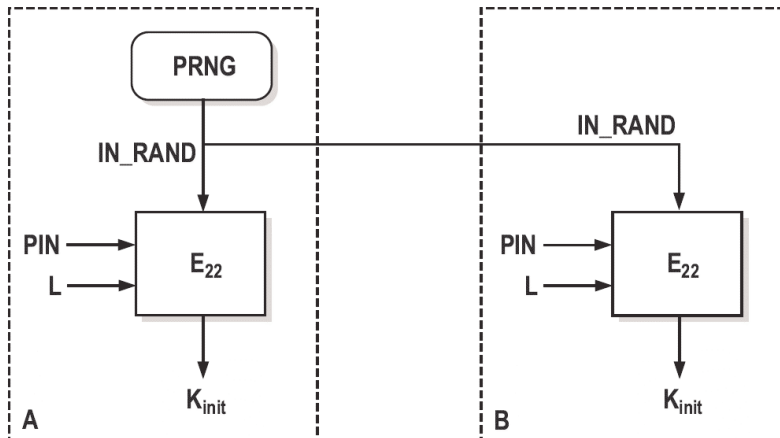 PRNG
IN_RAND
IN_RAND
PIN
E22
L
Kinit
A
PIN
E22
L
Kinit
B